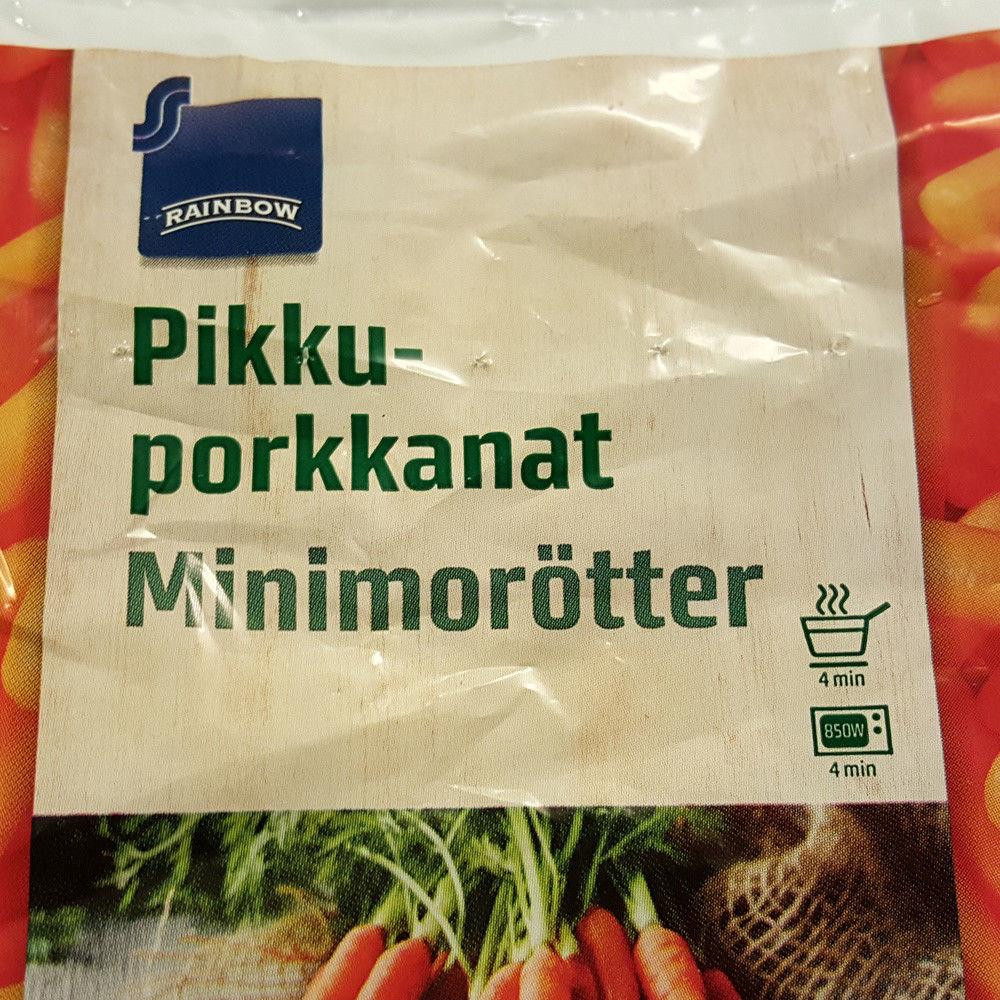 RAINBOW
Pikku-
porkkanat
Minimorötter
4 min
850W
4 min